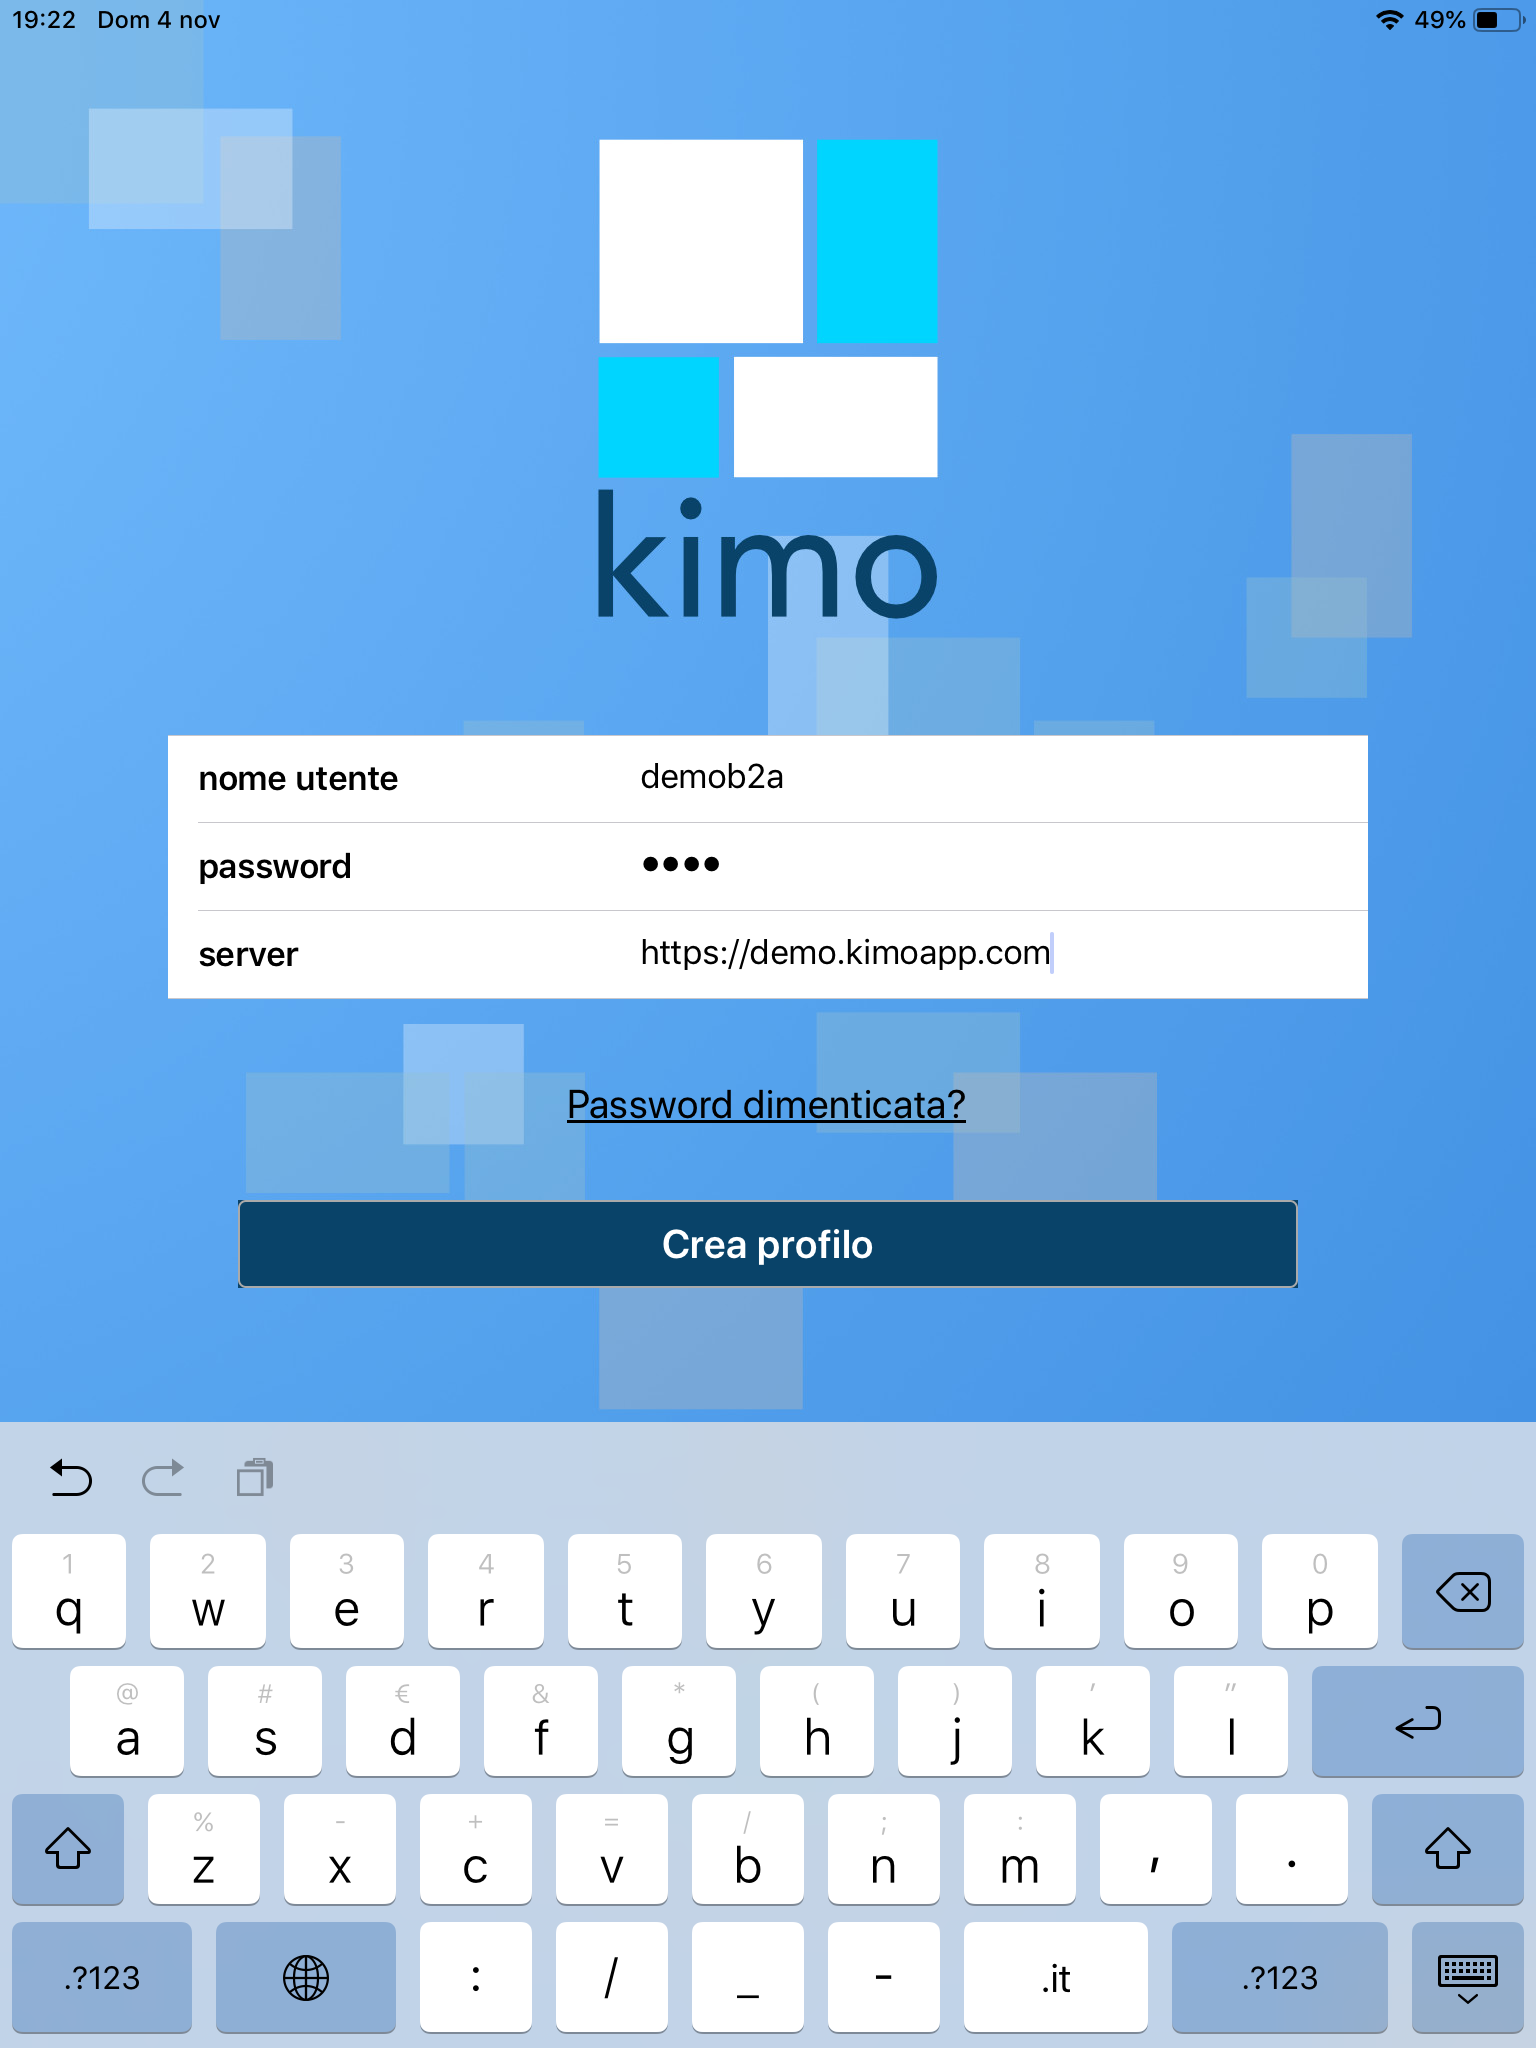 19:22 Dom 4 nov 49%
kimo
nome utente demob2a
password ••••
server https://demo.kimoapp.com
Password dimenticata?
Crea profilo
1 2 3 4 5 6 7 8 9 0
q w e r t y u i o p
@ # € & * ( ) ' "
a s d f g h j k l
% - + = / ; :
z x c v b n m , .
.?123 : / _ - .it .?123